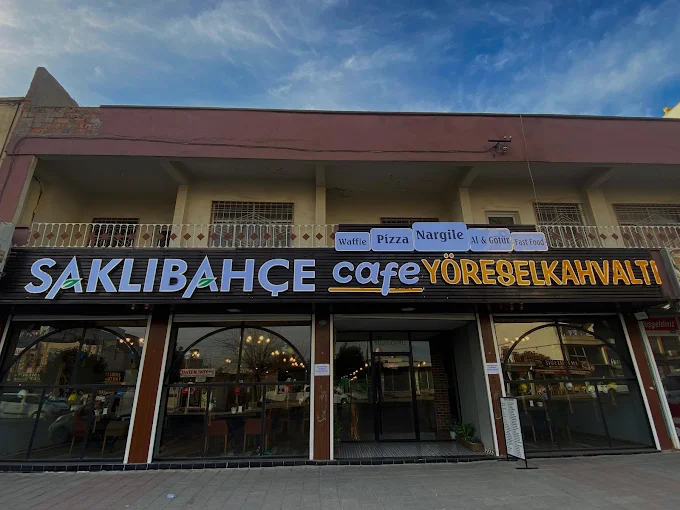 Waffle Pizza Nargile Al & Götür Fast Food
SAKLIBAHÇE cafe YÖRESELKAHVALTI